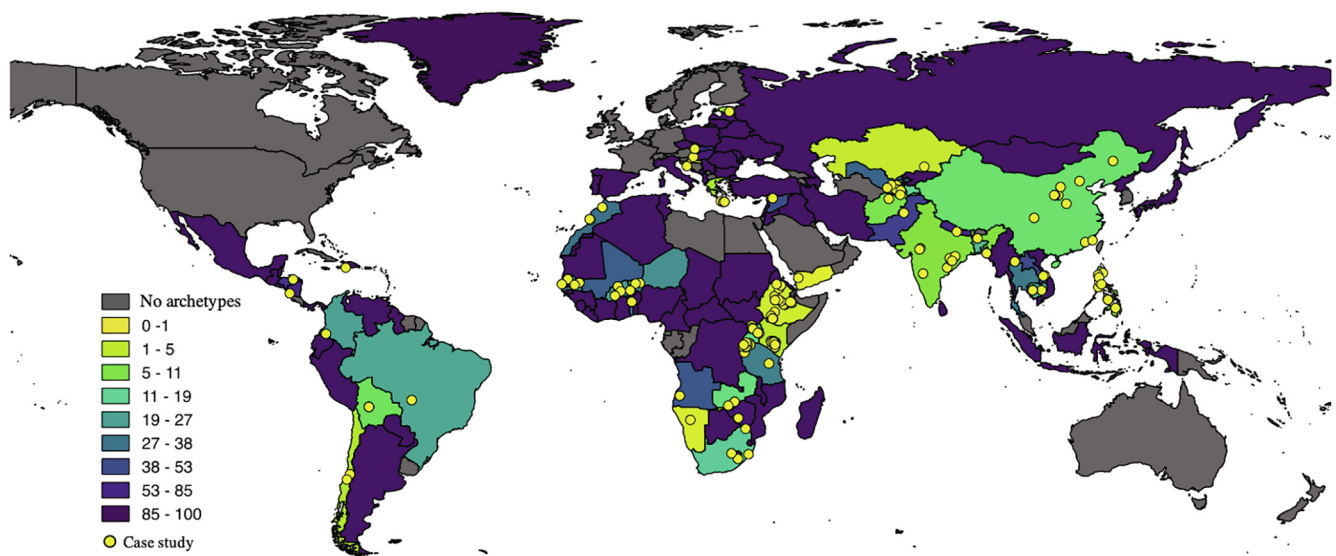 No archetypes
0 -1
1 - 5
5 - 11
11 - 19
19 - 27
27 - 38
38 - 53
53 - 85
85 - 100
Case study